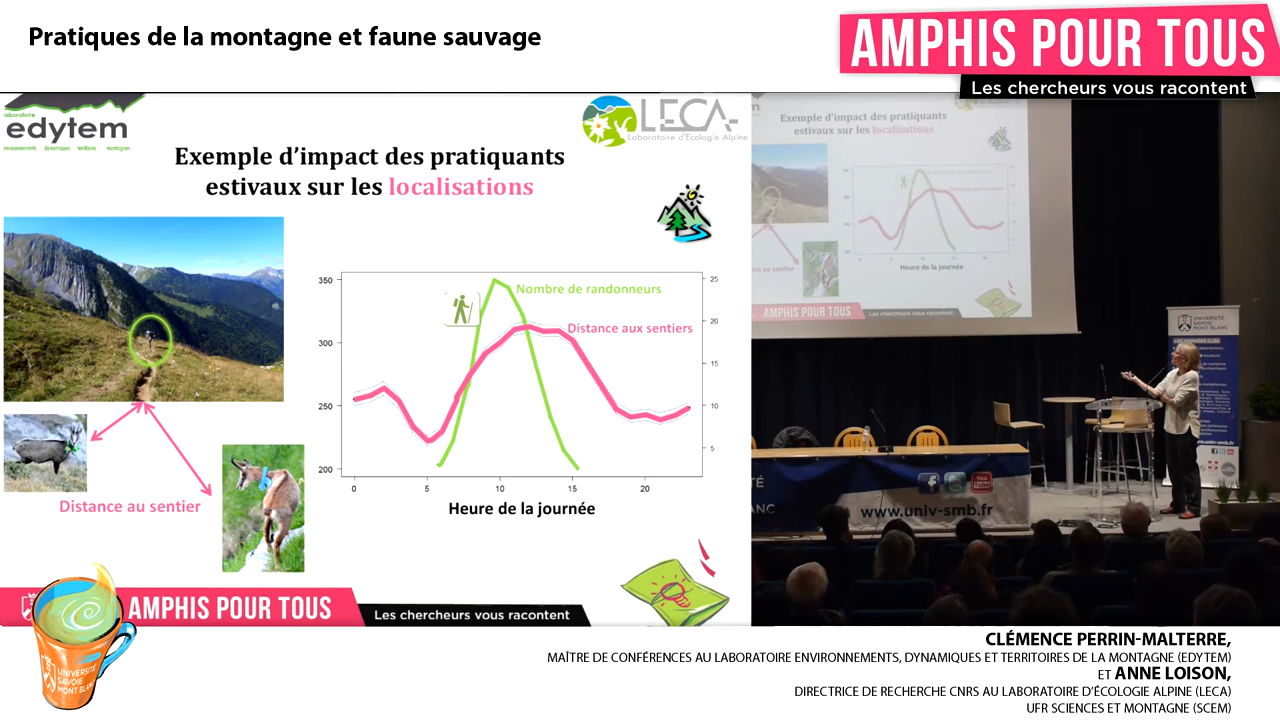 Pratiques de la montagne et faune sauvage
AMPHIS POUR TOUS
Les chercheurs vous racontent
laboratoire
edytem
environnements dynamiques territoires montagnes
LECA
Laboratoire d'Ecologie Alpine
Exemple d'impact des pratiquants
estivaux sur les localisations
350
300
250
200
25
20
15
10
5
Nombre de randonneurs
Distance aux sentiers
0 5 10 15 20
Heure de la journée
Distance au sentier
AMPHIS POUR TOUS
Les chercheurs vous racontent
UNIVERSITÉ
SAVOIE
MONT BLANC
Exemple d'impact des pratiquants
estivaux sur les localisations
Heure de la journée
AMPHIS POUR TOUS
Les chercheurs vous racontent
UNIVERSITÉ
SAVOIE
MONT BLANC
www.univ-smb.fr
CLÉMENCE PERRIN-MALTERRE,
MAÎTRE DE CONFÉRENCES AU LABORATOIRE ENVIRONNEMENTS, DYNAMIQUES ET TERRITOIRES DE LA MONTAGNE (EDYTEM)
ET ANNE LOISON,
DIRECTRICE DE RECHERCHE CNRS AU LABORATOIRE D'ÉCOLOGIE ALPINE (LECA)
UFR SCIENCES ET MONTAGNE (SCEM)